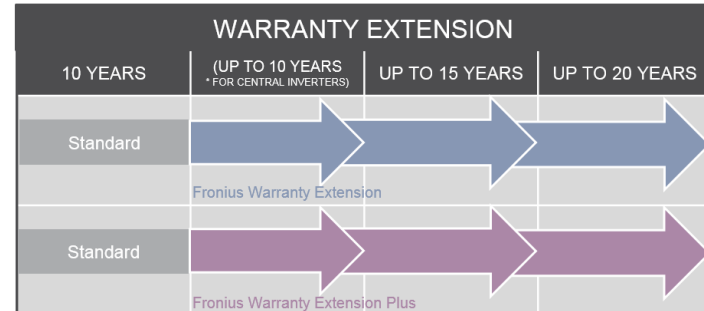 WARRANTY EXTENSION
10 YEARS
(UP TO 10 YEARS
* FOR CENTRAL INVERTERS)
UP TO 15 YEARS
UP TO 20 YEARS
Standard
Fronius Warranty Extension
Standard
Fronius Warranty Extension Plus